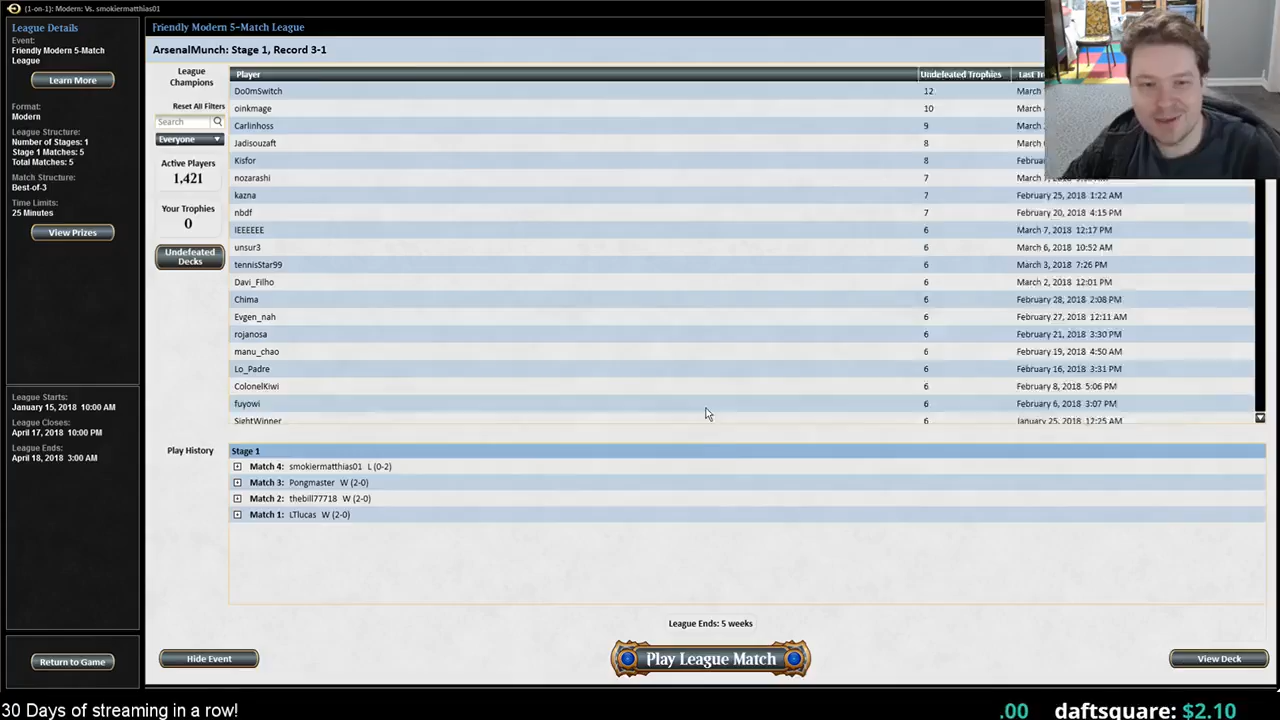 (1-on-1): Modern: Vs. smokiermatthias01
League Details
Event:
Friendly Modern 5-Match
League
Learn More
Format:
Modern
League Structure:
Number of Stages: 1
Stage 1 Matches: 5
Total Matches: 5
Match Structure:
Best-of-3
Time Limits:
25 Minutes
View Prizes
League Starts:
January 15, 2018 10:00 AM
League Closes:
April 17, 2018 10:00 PM
League Ends:
April 18, 2018 3:00 AM
Return to Game
Friendly Modern 5-Match League
ArsenalMunch: Stage 1, Record 3-1
League
Champions
Reset All Filters
Search
Everyone
Active Players
1,421
Your Trophies
0
Undefeated
Decks
Player Undefeated Trophies Last
Do0mSwitch 12 March
oinkmage 10 March
Carlinhoss 9 March
Jadisouzaft 8 March
Kisfor 8
nozarashi 7 March
kazna 7 February 25, 2018 1:22 AM
nbdf 7 February 20, 2018 4:15 PM
IEEEEEE 6 March 7, 2018 12:17 PM
unsur3 6 March 6, 2018 10:52 AM
tennisStar99 6 March 3, 2018 7:26 PM
Davi_Filho 6 March 2, 2018 12:01 PM
Chima 6 February 28, 2018 2:08 PM
Evgen_nah 6 February 27, 2018 12:11 AM
rojanosa 6 February 21, 2018 3:30 PM
manu_chao 6 February 19, 2018 4:50 AM
Lo_Padre 6 February 16, 2018 3:31 PM
ColonelKiwi 6 February 8, 2018 5:06 PM
fuyowi 6 February 6, 2018 3:07 PM
SightWinner 6 January 25, 2018 12:25 AM
Play History
Stage 1
Match 4: smokiermatthias01 L (0-2)
Match 3: Pongmaster W (2-0)
Match 2: thebill77718 W (2-0)
Match 1: LTlucas W (2-0)
League Ends: 5 weeks
Hide Event
Play League Match
View Deck
30 Days of streaming in a row!
.00 daftsquare: $2.10